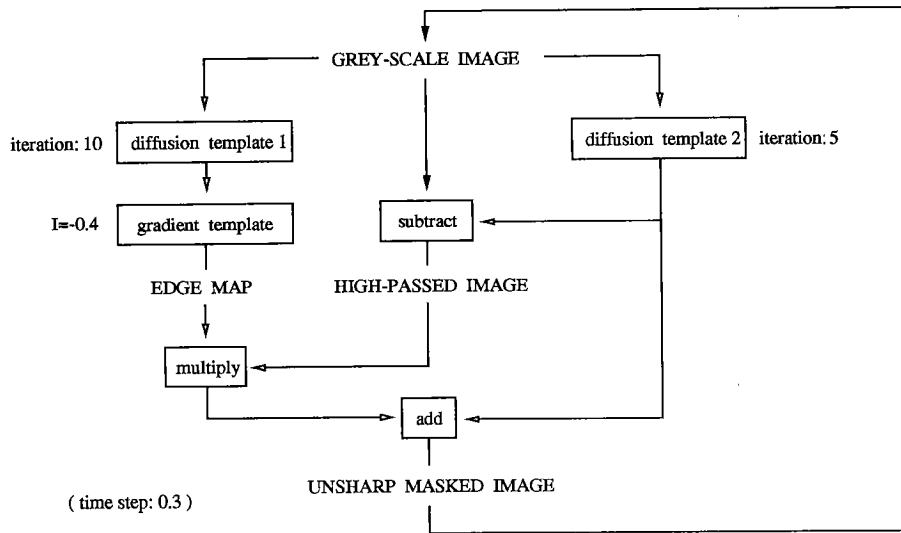 GREY-SCALE IMAGE
iteration: 10
diffusion template 1
diffusion template 2
iteration: 5
I=-0.4
gradient template
subtract
EDGE MAP
HIGH-PASSED IMAGE
multiply
add
UNSHARP MASKED IMAGE
( time step: 0.3 )